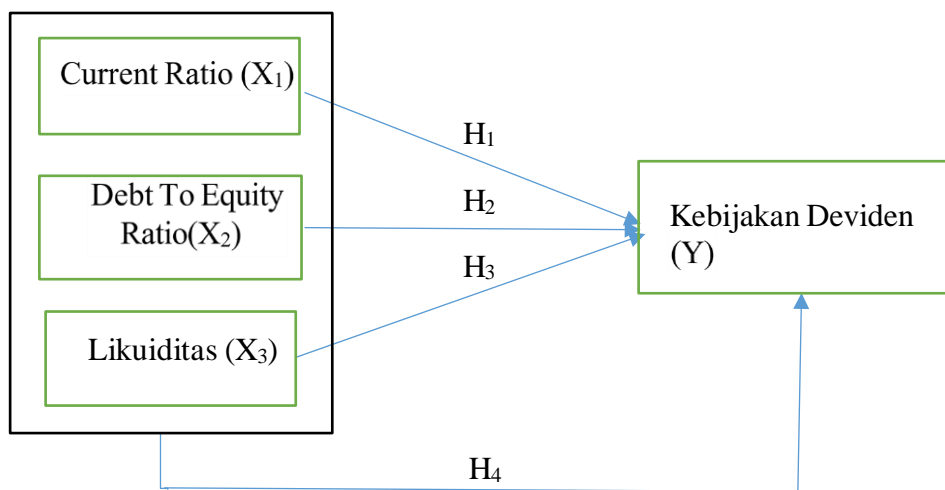 Current Ratio (X₁)
H₁
Debt To Equity
Ratio(X₂)
H₂
Kebijakan Deviden
(Y)
H₃
Likuiditas (X₃)
H₄